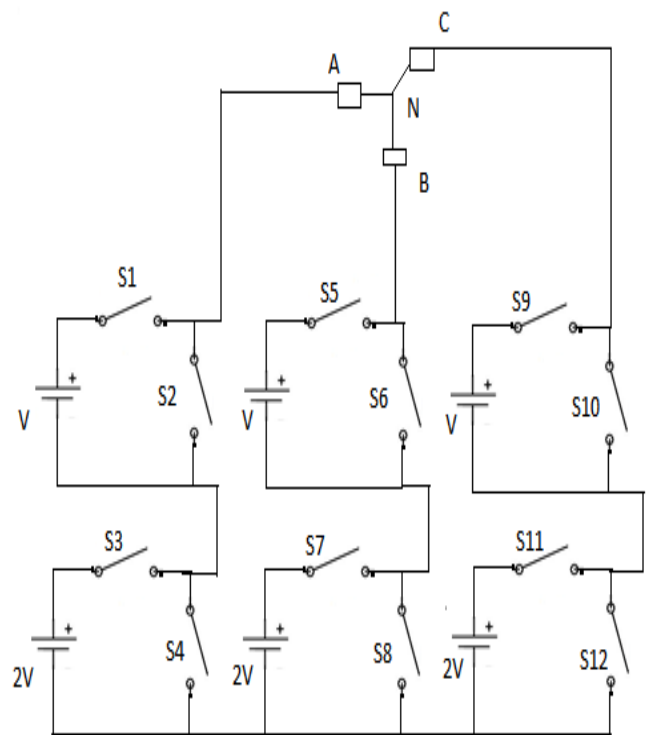 C
A
N
B
S1
S5
S9
+
+
+
V
S2
V
S6
V
S10
S3
S7
S11
+
+
+
2V
S4
2V
S8
2V
S12